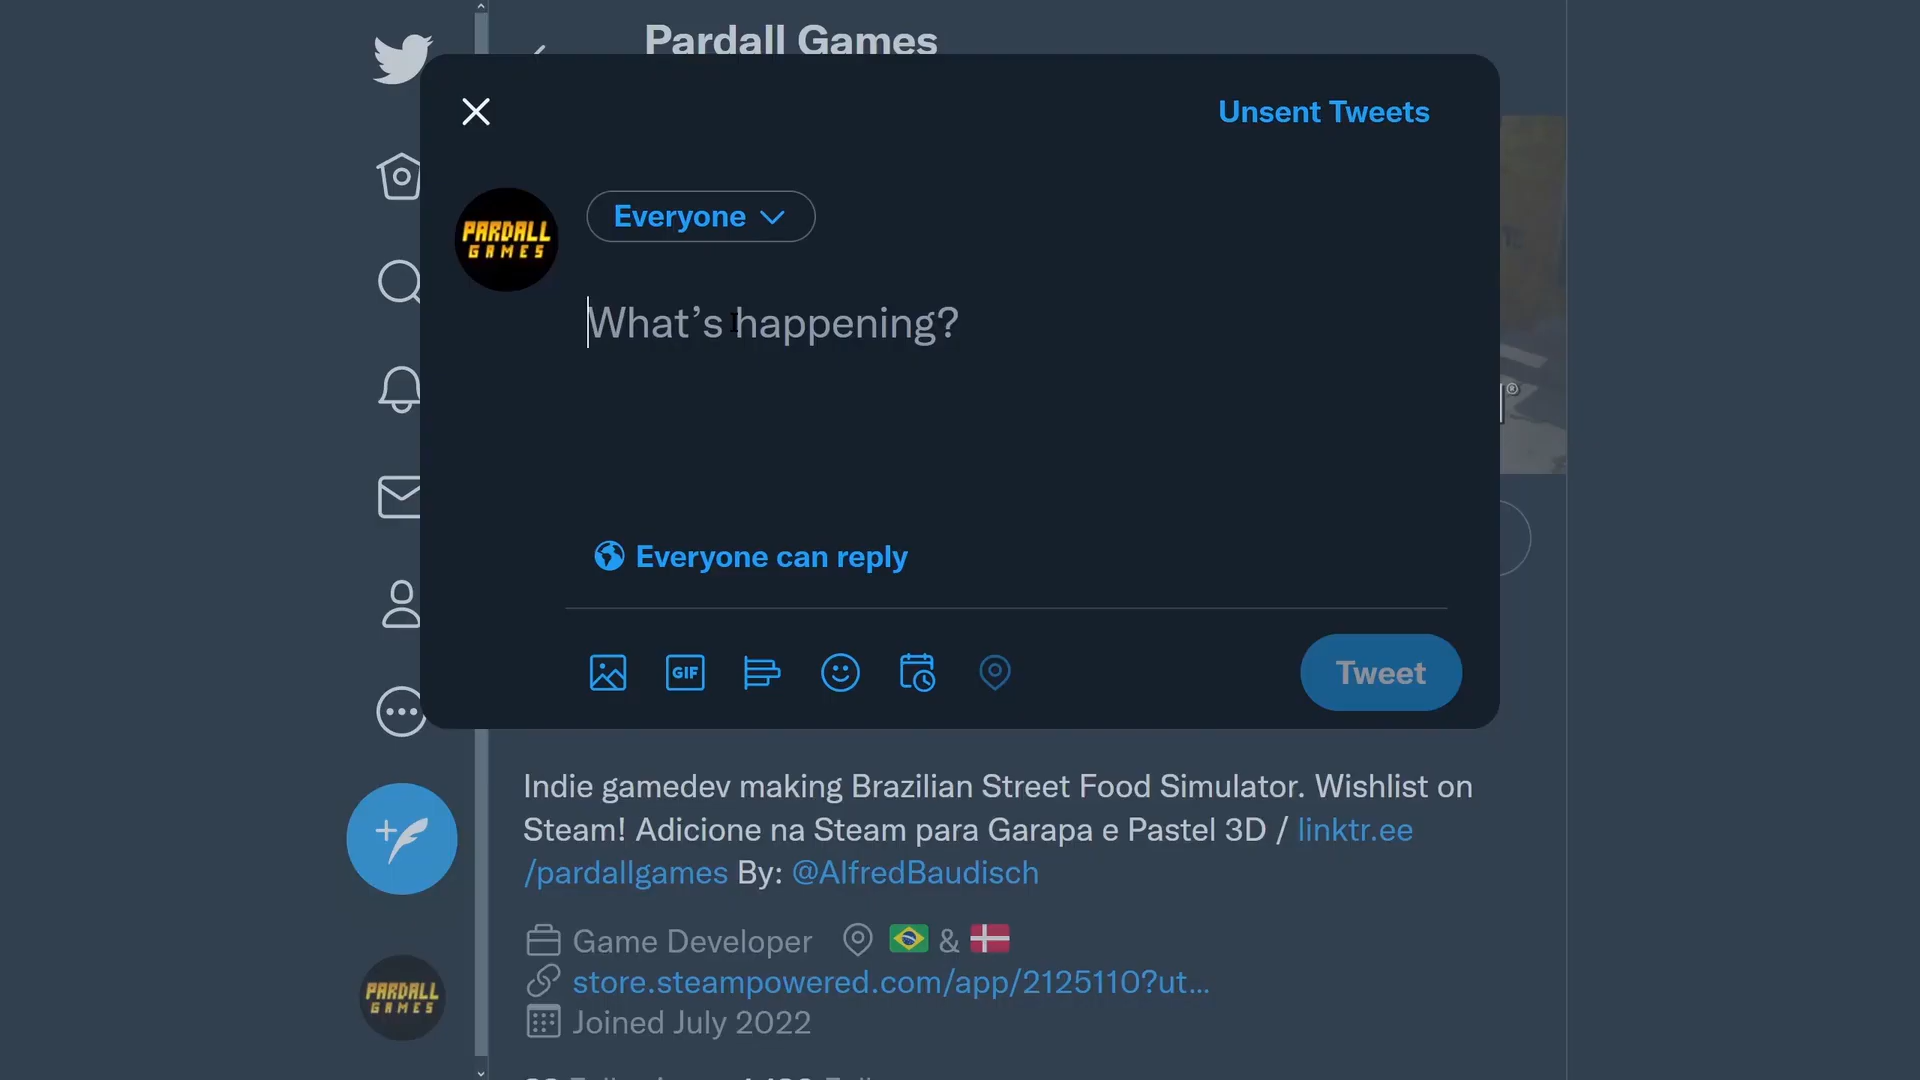 Pardall Games
Unsent Tweets
PARDALL
GAMES
Everyone
What's happening?
®
Everyone can reply
GIF
Tweet
Indie gamedev making Brazilian Street Food Simulator. Wishlist on
Steam! Adicione na Steam para Garapa e Pastel 3D / linktr.ee
/pardallgames By: @AlfredBaudisch
Game Developer &
store.steampowered.com/app/2125110?ut...
PARDALL
GAMES
Joined July 2022